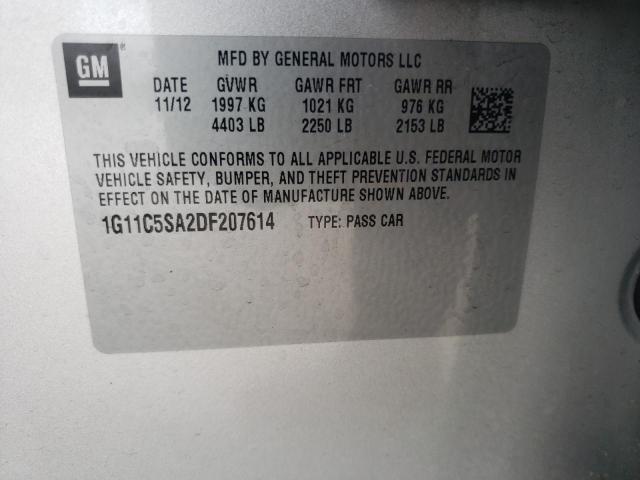 GM
MFD BY GENERAL MOTORS LLC
DATE GVWR GAWR FRT GAWR RR
11/12 1997 KG 1021 KG 976 KG
4403 LB 2250 LB 2153 LB
THIS VEHICLE CONFORMS TO ALL APPLICABLE U.S. FEDERAL MOTOR
VEHICLE SAFETY, BUMPER, AND THEFT PREVENTION STANDARDS IN
EFFECT ON THE DATE OF MANUFACTURE SHOWN ABOVE.
1G11C5SA2DF207614 TYPE: PASS CAR